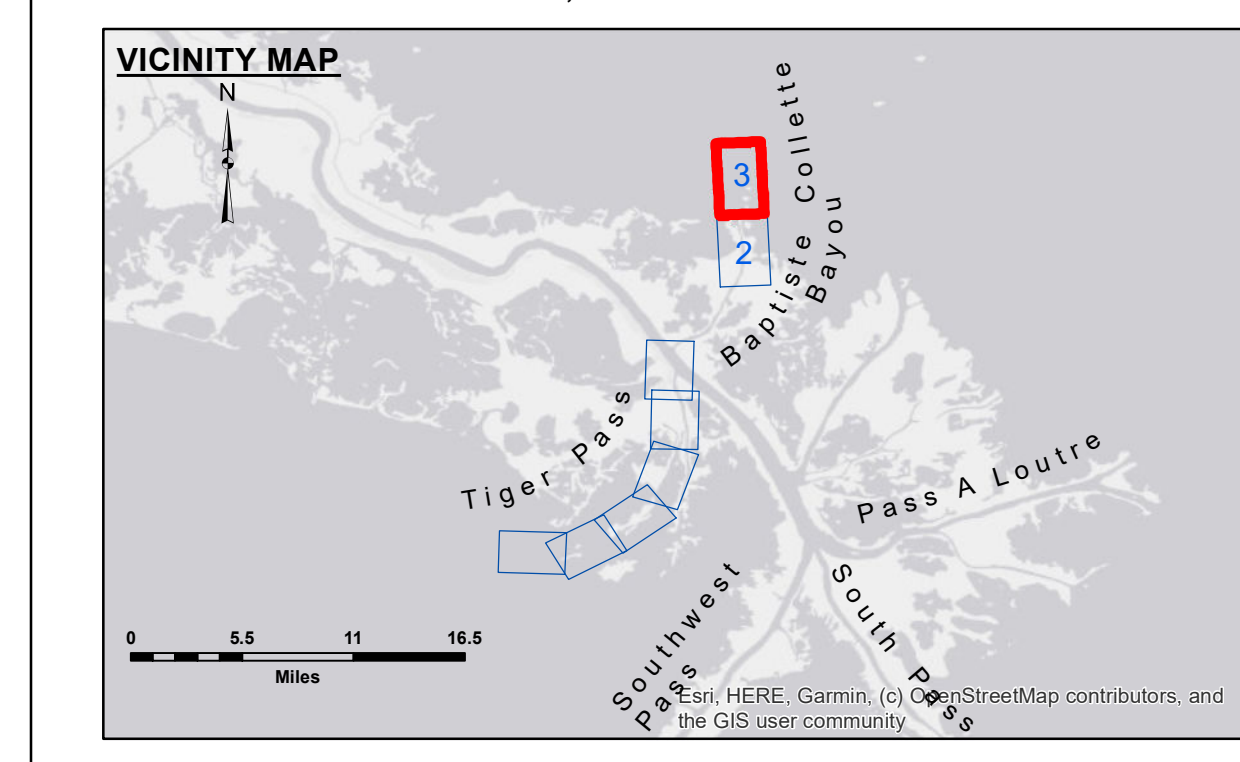 VICINITY MAP
N
3
2
Baptiste Collette
Bayou
Tiger Pass
Pass A Loutre
Southwest
Pass
South Pass
0 5.5 11 16.5
Miles
Esri, HERE, Garmin, (c) OpenStreetMap contributors, and
the GIS user community